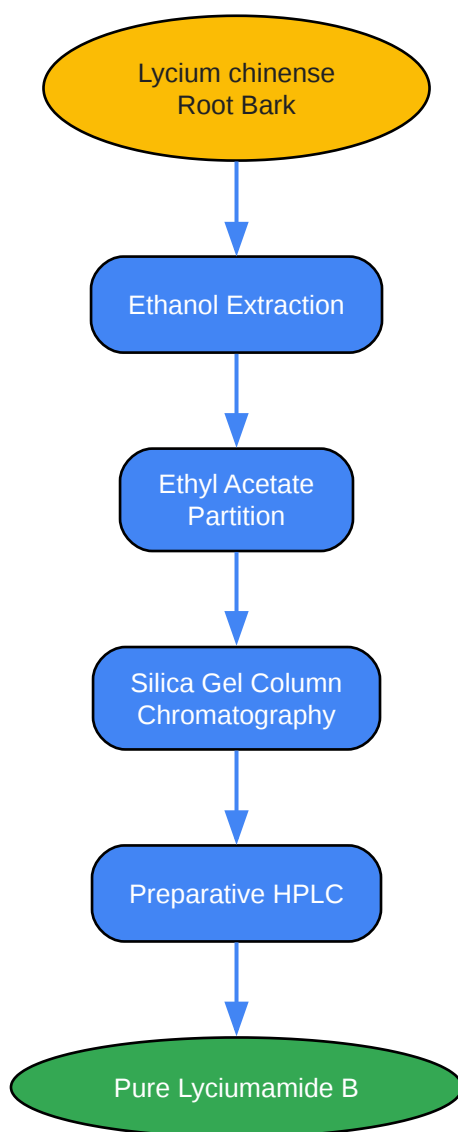 Lycium chinense
Root Bark
Ethanol Extraction
Ethyl Acetate
Partition
Silica Gel Column
Chromatography
Preparative HPLC
Pure Lyciumamide B